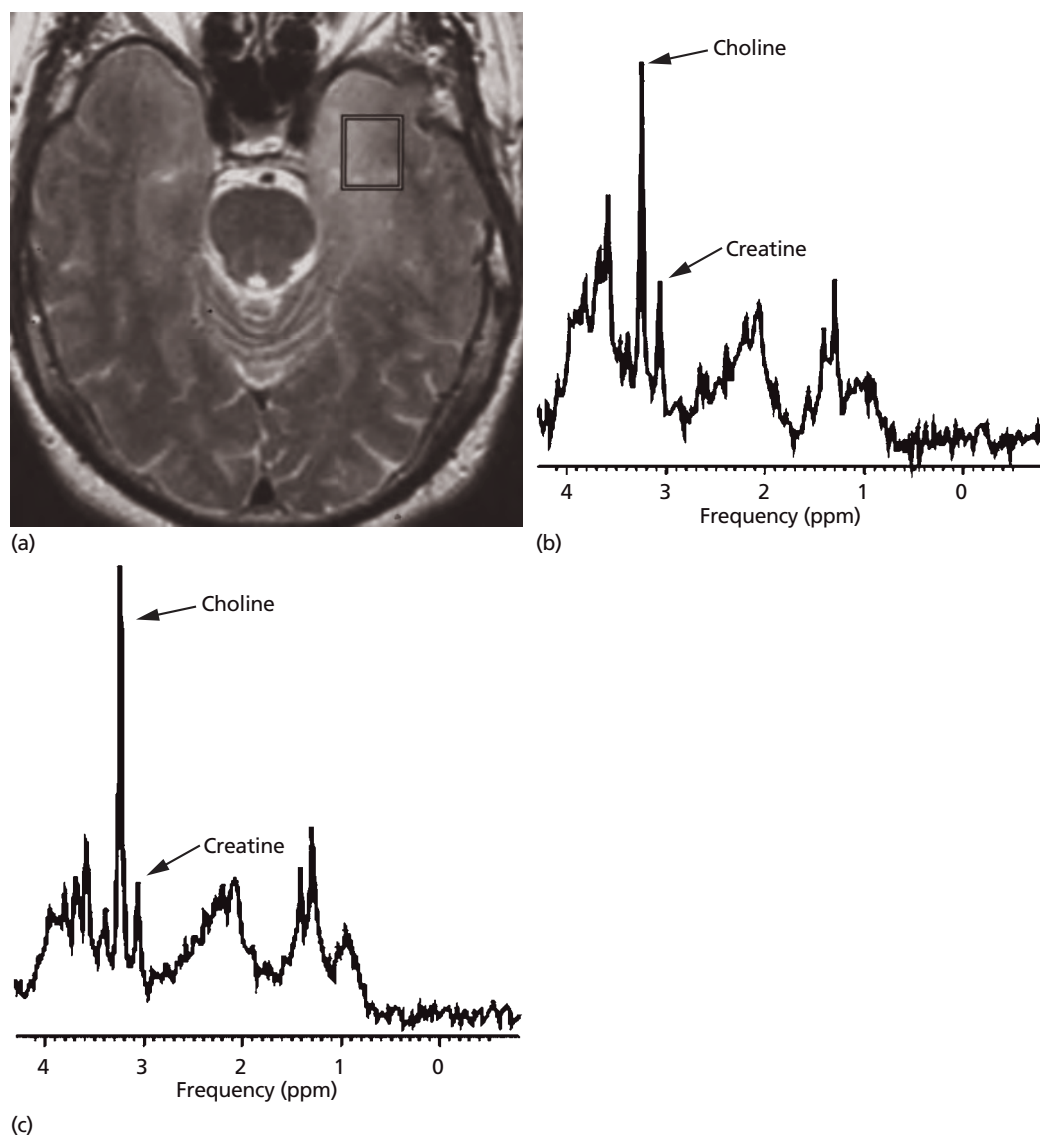 Choline
Creatine
4 3 2 1 0
Frequency (ppm)
(a)
(b)
Choline
Creatine
4 3 2 1 0
Frequency (ppm)
(c)